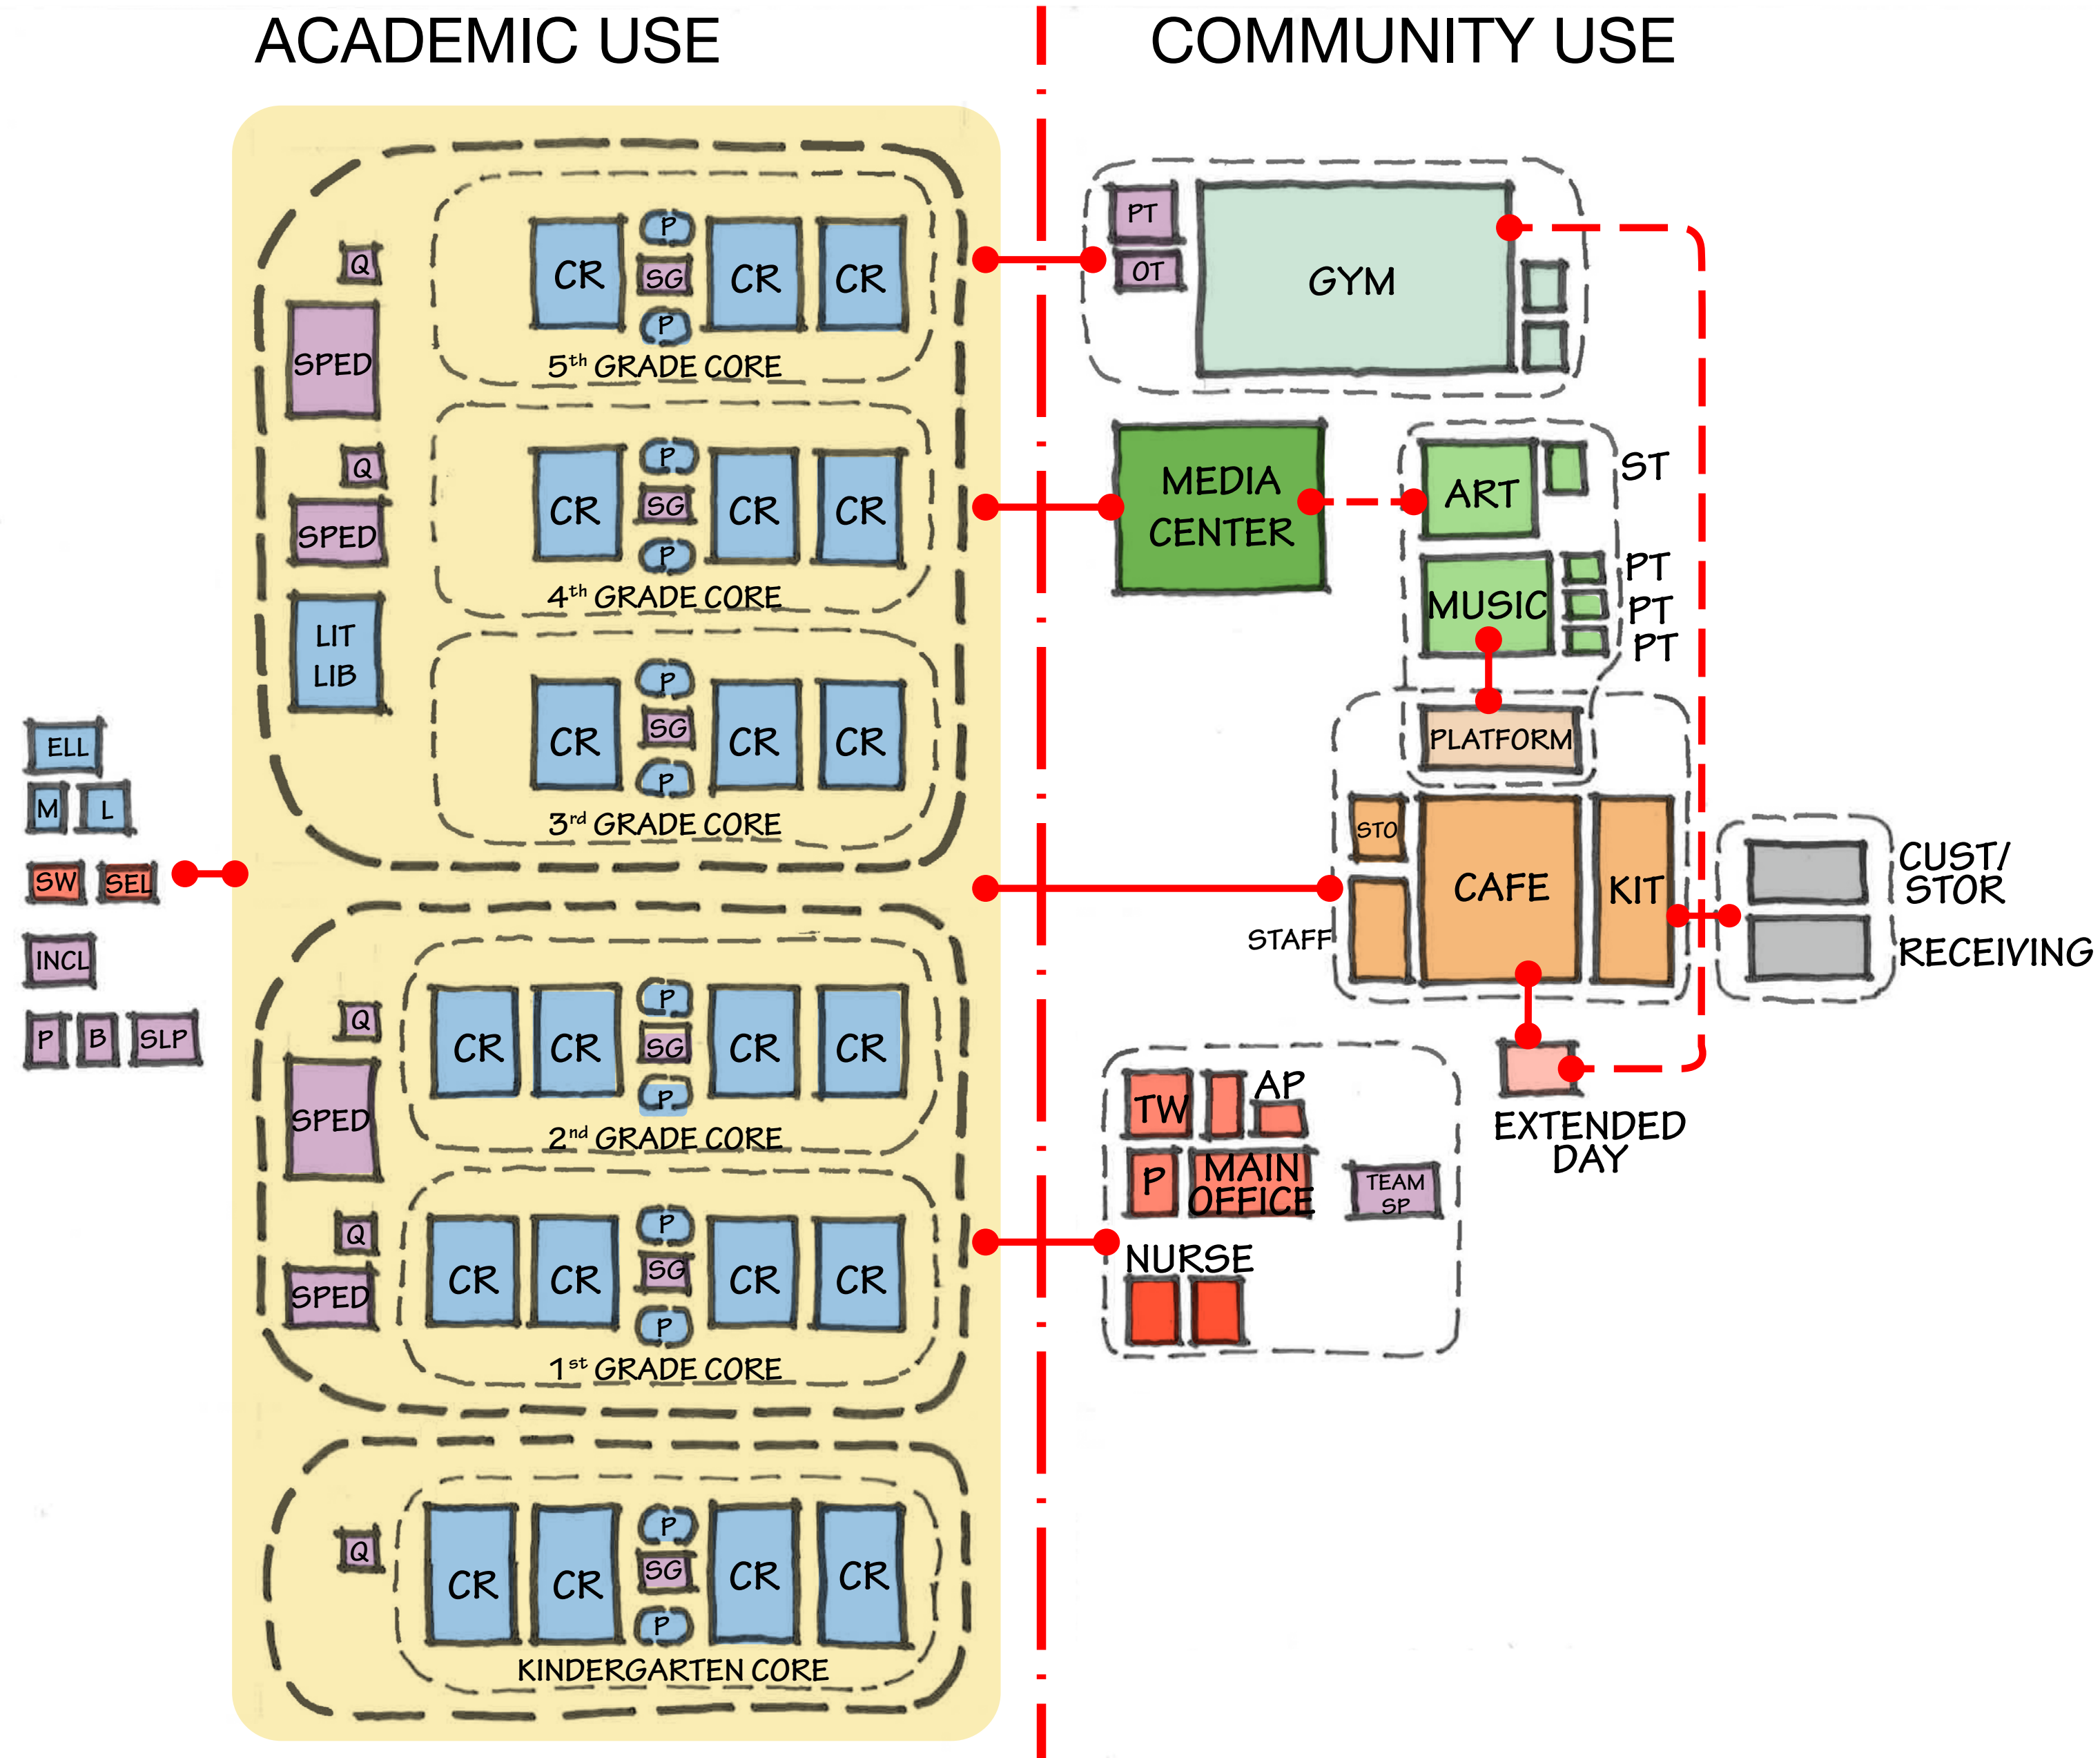 ACADEMIC USE
COMMUNITY USE
Q
SPED
Q
SPED
LIT
LIB
P
CR
SG
CR
CR
P
5th GRADE CORE
P
CR
SG
CR
CR
P
4th GRADE CORE
P
CR
SG
CR
CR
P
3rd GRADE CORE
ELL
M
L
SW
SEL
INCL
P
B
SLP
Q
SPED
Q
SPED
P
CR
CR
SG
CR
CR
P
2nd GRADE CORE
P
CR
CR
SG
CR
CR
P
1st GRADE CORE
Q
P
CR
CR
SG
CR
CR
P
KINDERGARTEN CORE
PT
OT
GYM
MEDIA
CENTER
ART
ST
MUSIC
PT
PT
PT
PLATFORM
STO
CAFE
KIT
STAFF
CUST/
STOR
RECEIVING
TW
AP
P
MAIN
OFFICE
TEAM
SP
NURSE
EXTENDED
DAY